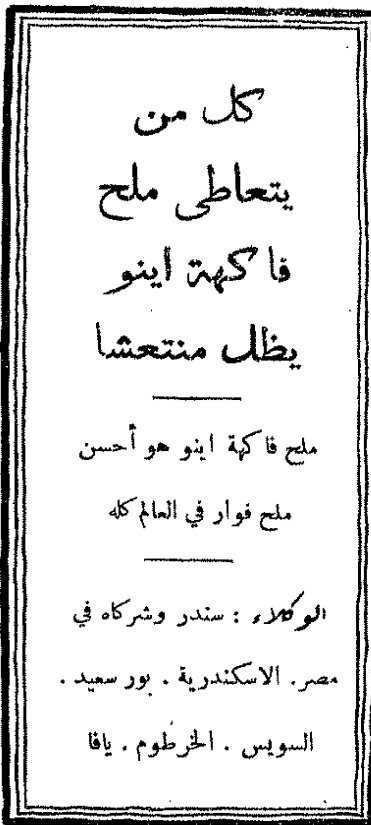 كل من
يتعاطى ملح
فاكهة اينو
يظل منتعشا
ملح فاكهة اينو هو أحسن
ملح فوار في العالم كله
الوكلاء : سندر وشركاه في
مصر . الاسكندرية . بور سعيد .
السويس . الخرطوم . يافا